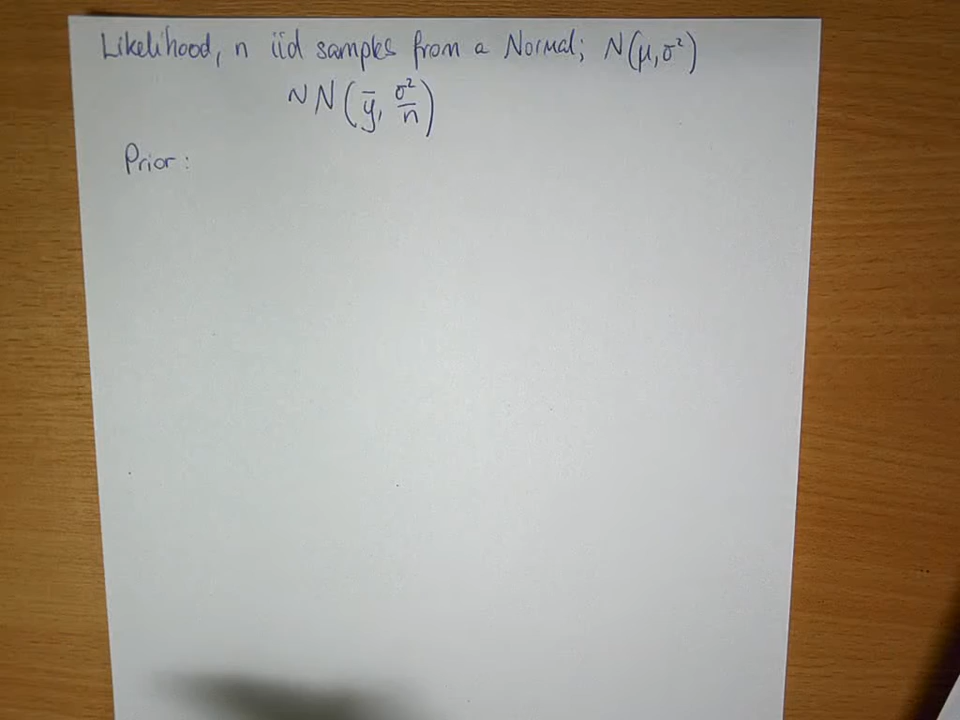 Likelihood, n iid samples from a Normal; N(μ,σ²)
~N(ȳ, σ²/n)
Prior: